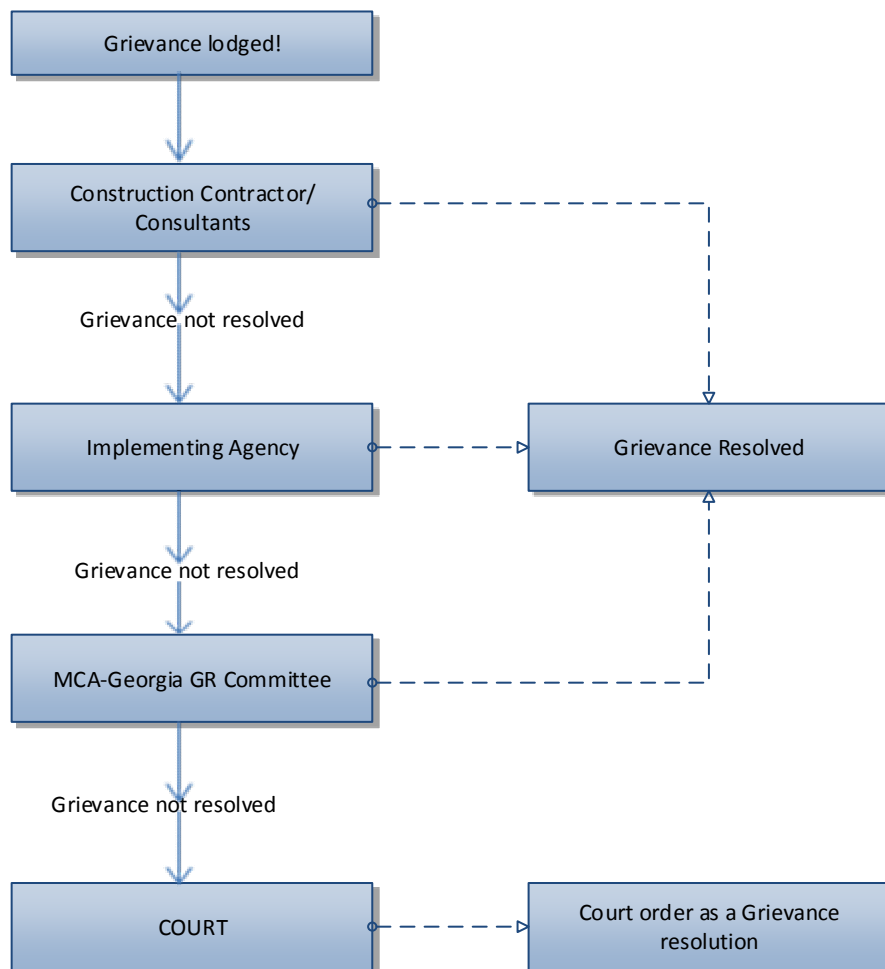 Grievance lodged!
Construction Contractor/
Consultants
Grievance not resolved
Implementing Agency
Grievance Resolved
Grievance not resolved
MCA-Georgia GR Committee
Grievance not resolved
COURT
Court order as a Grievance
resolution